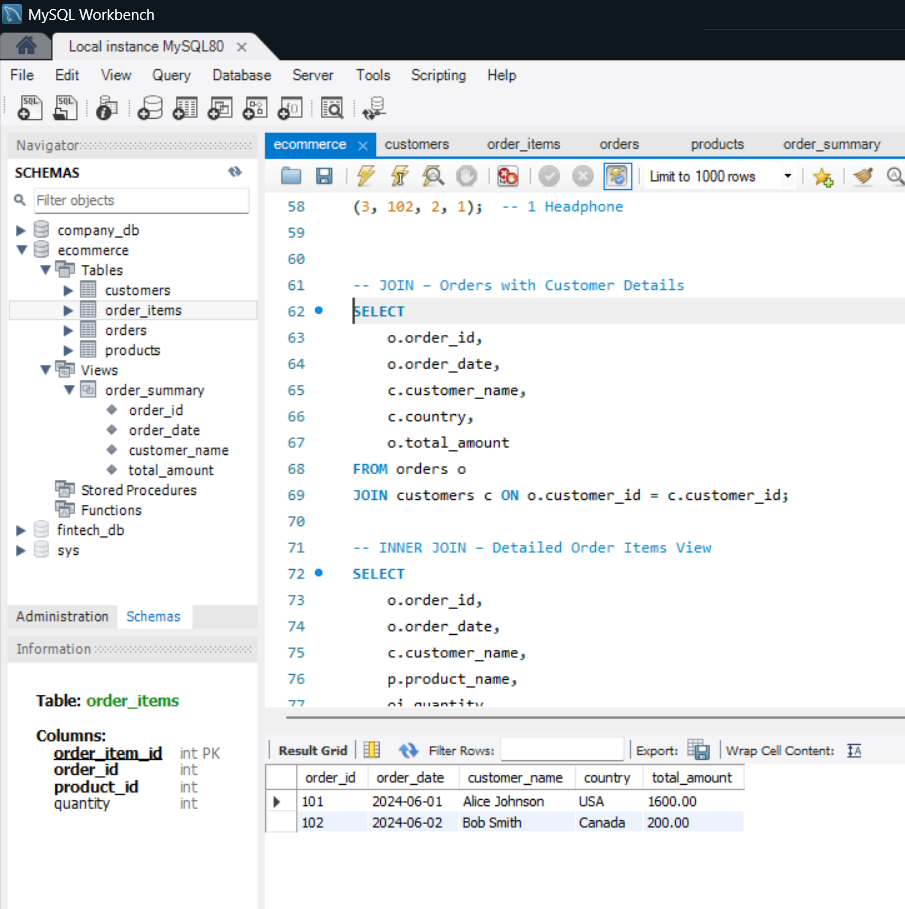 MySQL Workbench
Local instance MySQL80
File Edit View Query Database Server Tools Scripting Help
Navigator
SCHEMAS
Filter objects
company_db
ecommerce
Tables
customers
order_items
orders
products
Views
order_summary
order_id
order_date
customer_name
total_amount
Stored Procedures
Functions
fintech_db
sys
Administration Schemas
Information
Table: order_items
Columns:
order_item_id int PK
order_id int
product_id int
quantity int
ecommerce customers order_items orders products order_summary
Limit to 1000 rows
58 (3, 102, 2, 1); -- 1 Headphone
59
60
61 -- JOIN – Orders with Customer Details
62 SELECT
63 o.order_id,
64 o.order_date,
65 c.customer_name,
66 c.country,
67 o.total_amount
68 FROM orders o
69 JOIN customers c ON o.customer_id = c.customer_id;
70
71 -- INNER JOIN – Detailed Order Items View
72 SELECT
73 o.order_id,
74 o.order_date,
75 c.customer_name,
76 p.product_name,
77 oi.quantity
Result Grid Filter Rows: Export: Wrap Cell Content:
order_id order_date customer_name country total_amount
101 2024-06-01 Alice Johnson USA 1600.00
102 2024-06-02 Bob Smith Canada 200.00